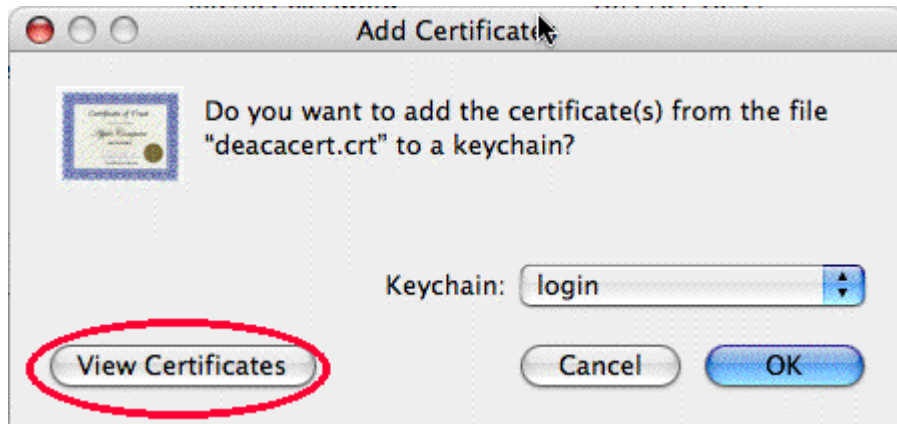 Add Certificates
Do you want to add the certificate(s) from the file
"deacacert.crt" to a keychain?
Keychain: login
View Certificates Cancel OK